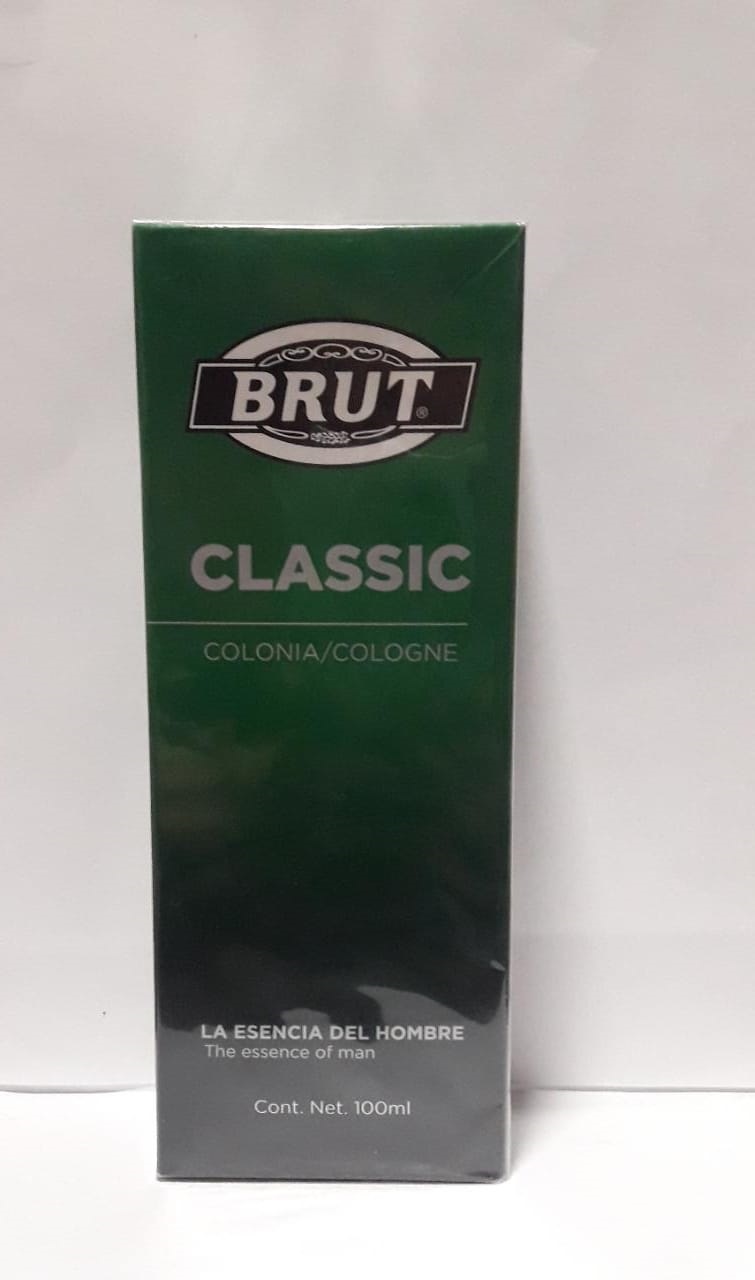 BRUT®
CLASSIC
COLONIA/COLOGNE
LA ESENCIA DEL HOMBRE
The essence of man
Cont. Net. 100ml